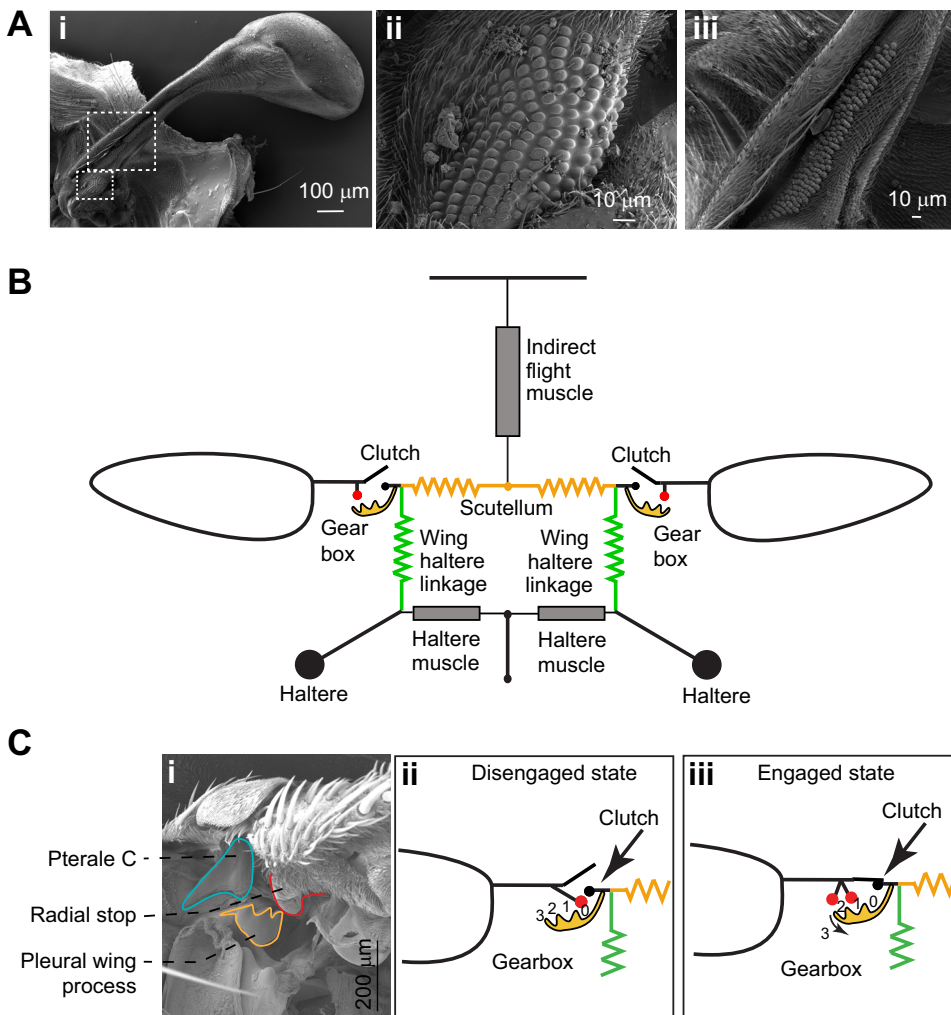 A
i
100 μm
ii
10 μm
iii
10 μm
B
Indirect
flight
muscle
Clutch
Clutch
Scutellum
Gear
box
Gear
box
Wing
haltere
linkage
Wing
haltere
linkage
Haltere
muscle
Haltere
muscle
Haltere
Haltere
C
i
Pterale C
Radial stop
Pleural wing
process
200 μm
ii
Disengaged state
Clutch
3 2 1 0
Gearbox
iii
Engaged state
Clutch
3 2 1 0
Gearbox